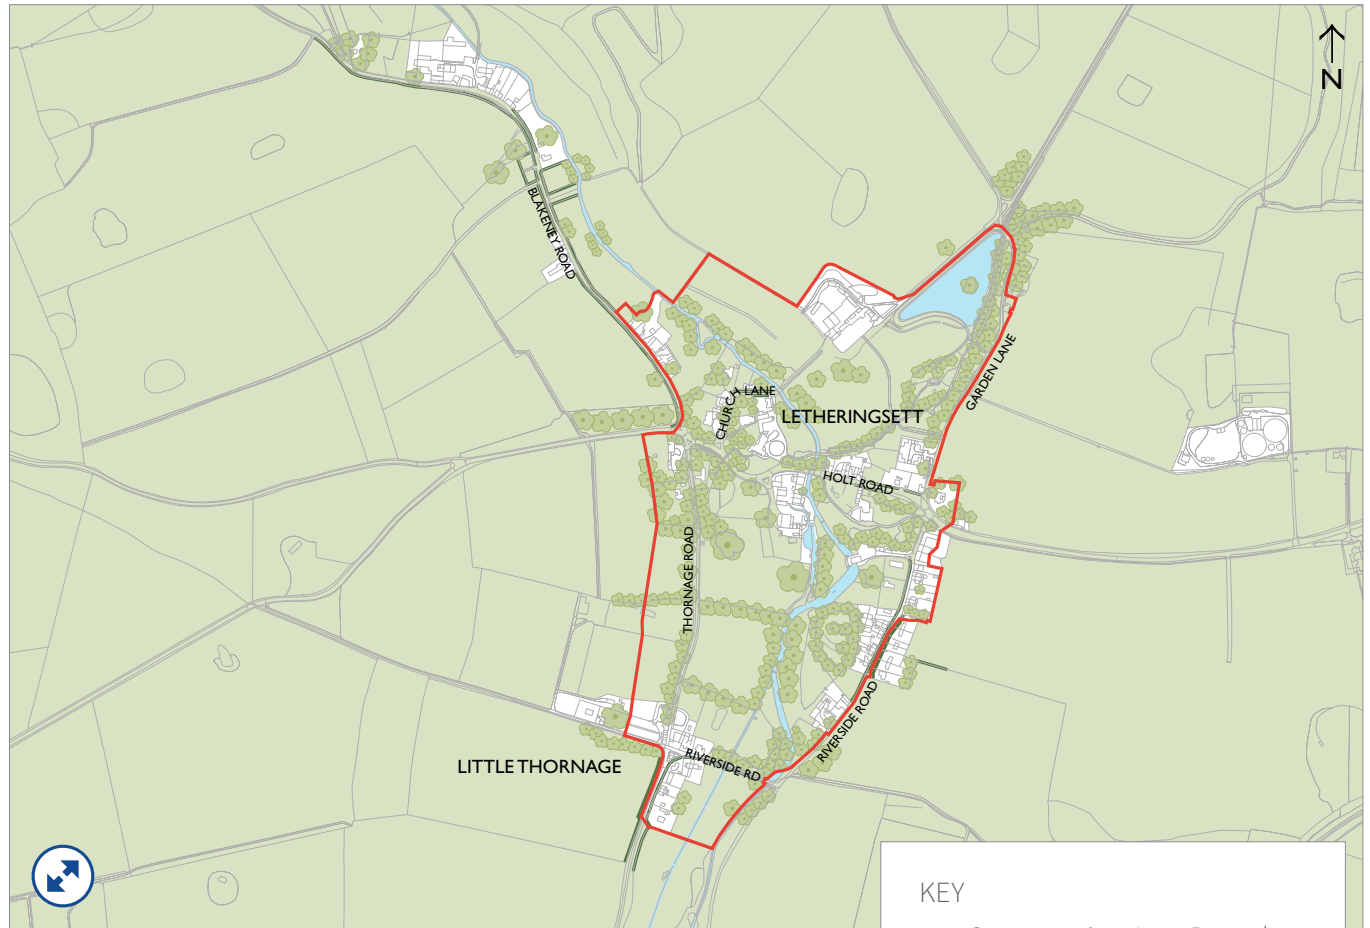 N
BLAKENEY ROAD
GARDEN LANE
CHURCH LANE
LETHERINGSETT
HOLT ROAD
THORNAGE ROAD
RIVERSIDE ROAD
RIVERSIDE RD
LITTLE THORNAGE
KEY